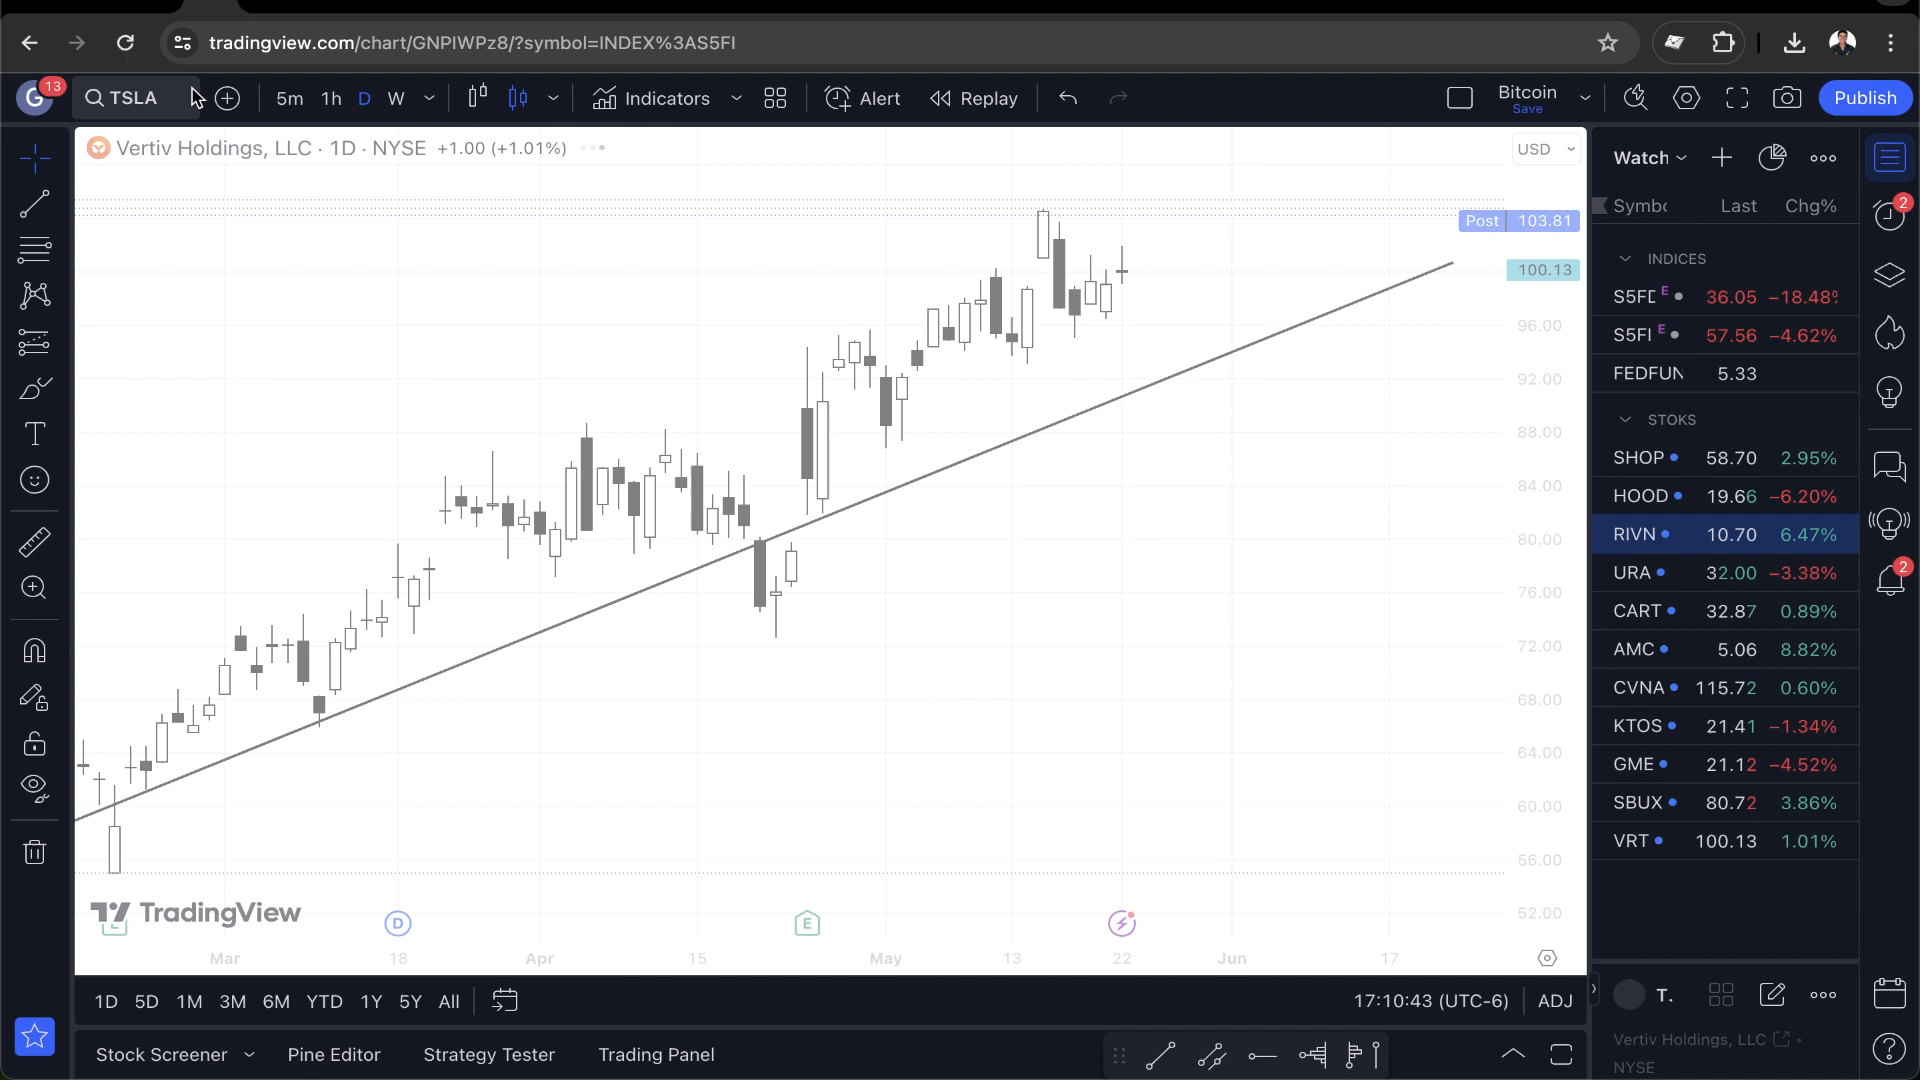 tradingview.com/chart/GNPIWPz8/?symbol=INDEX%3AS5FI
G 13 TSLA 5m 1h D W Indicators Alert Replay Bitcoin Save Publish
Vertiv Holdings, LLC · 1D · NYSE +1.00 (+1.01%)
USD
Post 103.81
100.13
96.00
92.00
88.00
84.00
80.00
76.00
72.00
68.00
64.00
60.00
56.00
52.00
TradingView
L D E
Mar 18 Apr 15 May 13 22 Jun 17
1D 5D 1M 3M 6M YTD 1Y 5Y All
17:10:43 (UTC-6) ADJ
Stock Screener Pine Editor Strategy Tester Trading Panel
Watch
Symbo Last Chg%
INDICES
S5FD E 36.05 −18.48%
S5FI E 57.56 −4.62%
FEDFUN 5.33
STOKS
SHOP 58.70 2.95%
HOOD 19.66 −6.20%
RIVN 10.70 6.47%
URA 32.00 −3.38%
CART 32.87 0.89%
AMC 5.06 8.82%
CVNA 115.72 0.60%
KTOS 21.41 −1.34%
GME 21.12 −4.52%
SBUX 80.72 3.86%
VRT 100.13 1.01%
T.
Vertiv Holdings, LLC
NYSE
2
2